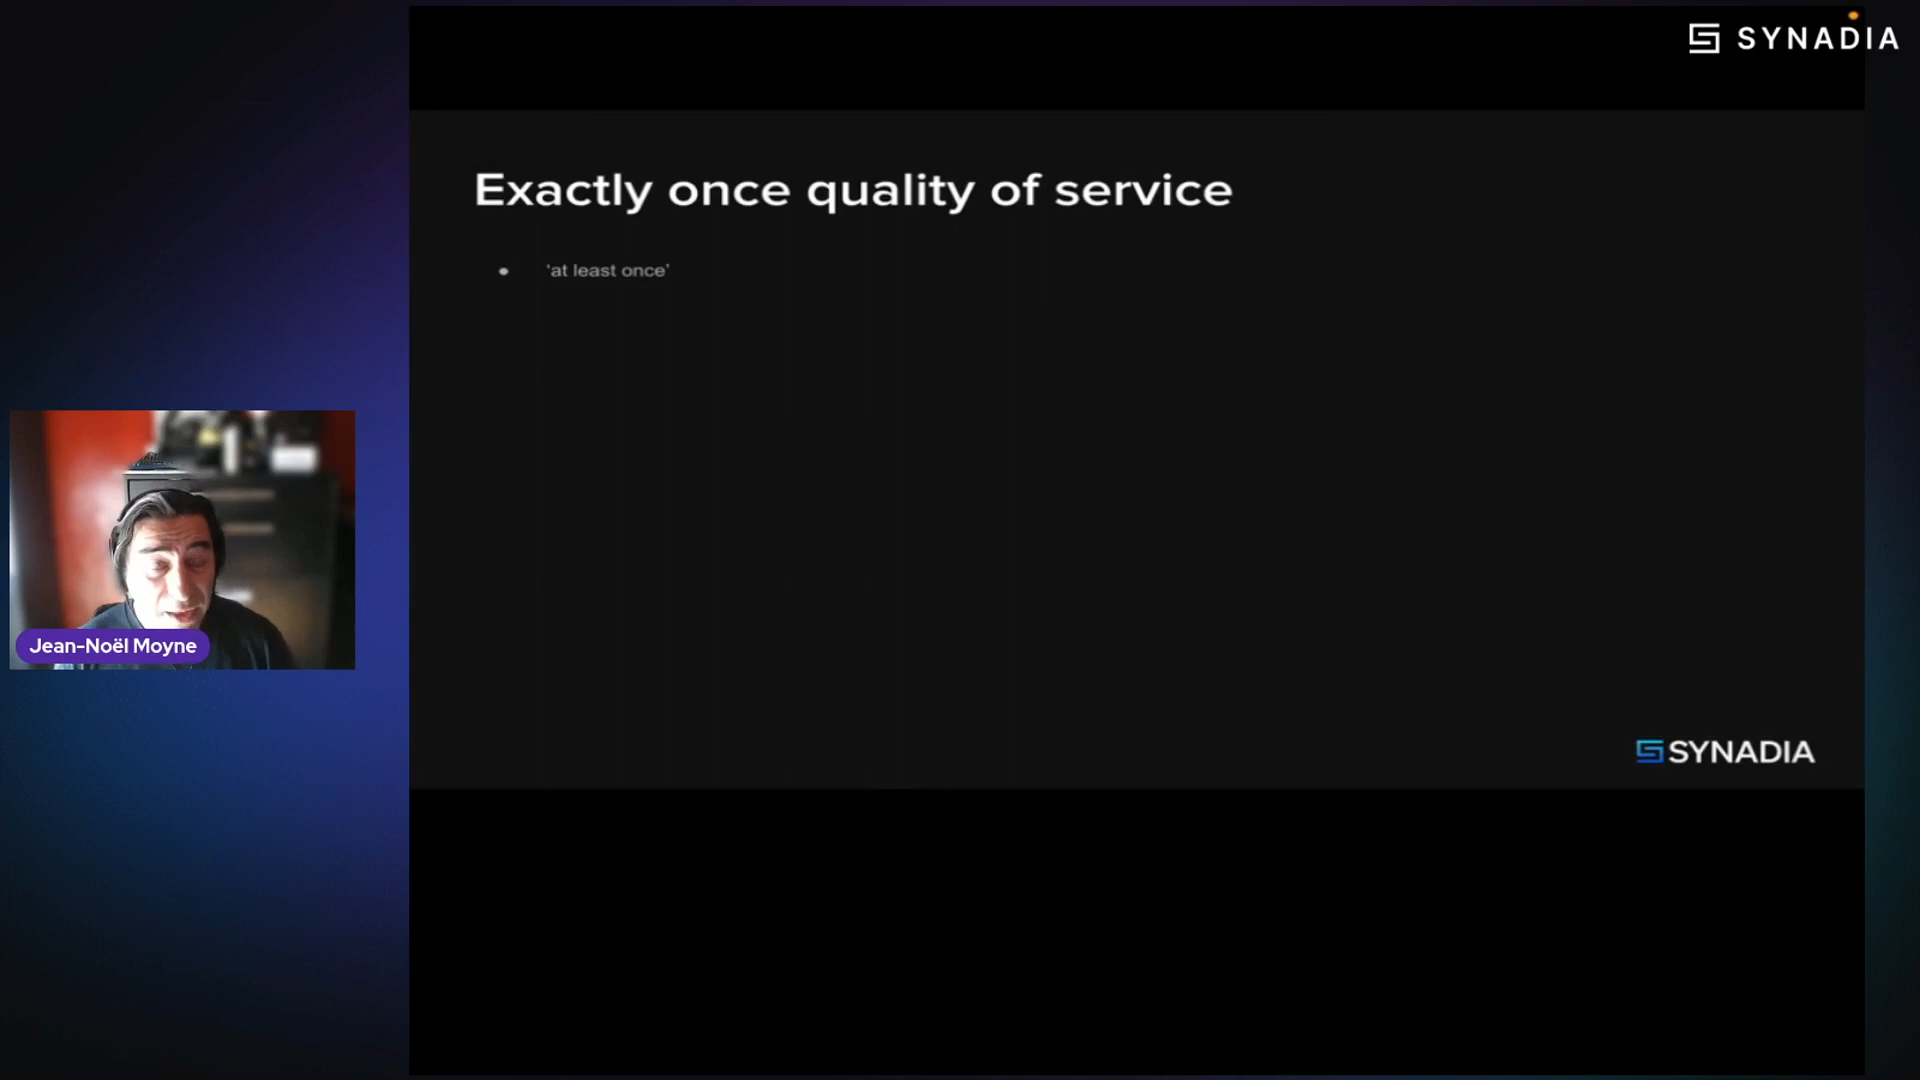 SYNADIA
Exactly once quality of service
• 'at least once'
Jean-Noël Moyne
SYNADIA